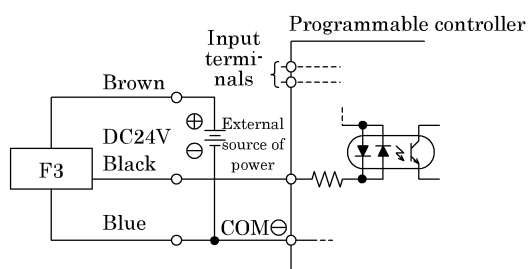 Programmable controller
Input
termi-
nals
Brown
⊕
DC24V
External
⊖
source of
power
F3
Black
Blue
COM⊖